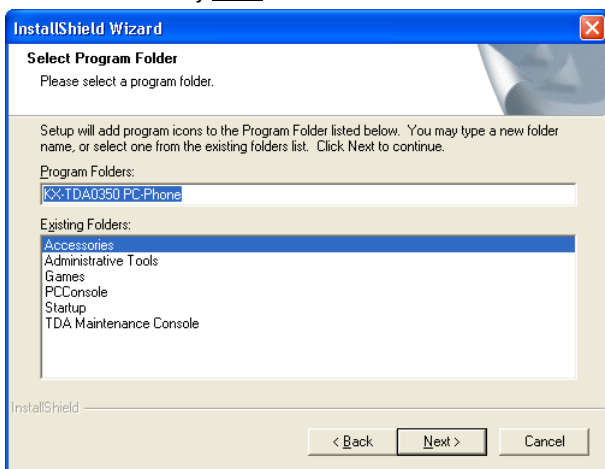 InstallShield Wizard
Select Program Folder
Please select a program folder.
Setup will add program icons to the Program Folder listed below. You may type a new folder
name, or select one from the existing folders list. Click Next to continue.
Program Folders:
KX-TDA0350 PC-Phone
Existing Folders:
Accessories
Administrative Tools
Games
PCConsole
Startup
TDA Maintenance Console
InstallShield
< Back Next > Cancel